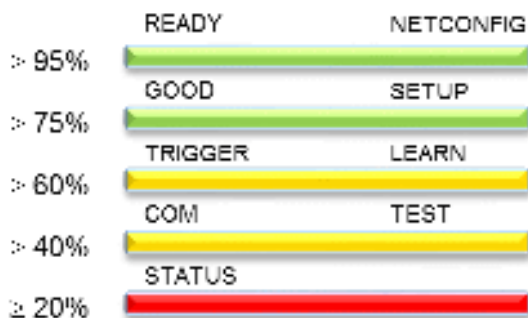 READY NETCONFIG
> 95%
GOOD SETUP
> 75%
TRIGGER LEARN
> 60%
COM TEST
> 40%
STATUS
≥ 20%